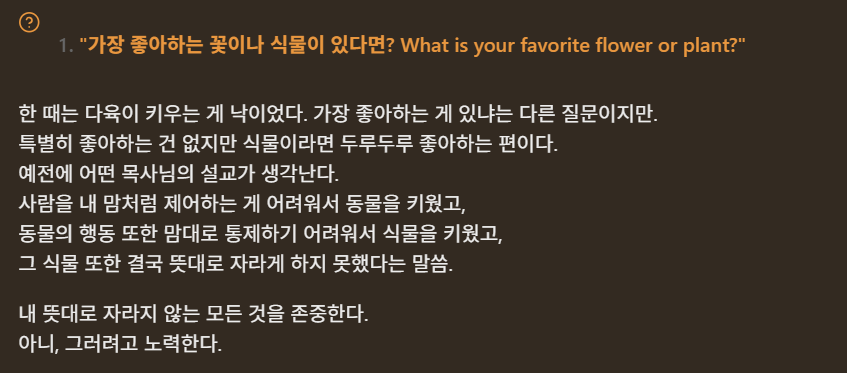 1. "가장 좋아하는 꽃이나 식물이 있다면? What is your favorite flower or plant?"
한 때는 다육이 키우는 게 낙이었다. 가장 좋아하는 게 있냐는 다른 질문이지만.
특별히 좋아하는 건 없지만 식물이라면 두루두루 좋아하는 편이다.
예전에 어떤 목사님의 설교가 생각난다.
사람을 내 맘처럼 제어하는 게 어려워서 동물을 키웠고,
동물의 행동 또한 맘대로 통제하기 어려워서 식물을 키웠고,
그 식물 또한 결국 뜻대로 자라게 하지 못했다는 말씀.
내 뜻대로 자라지 않는 모든 것을 존중한다.
아니, 그러려고 노력한다.